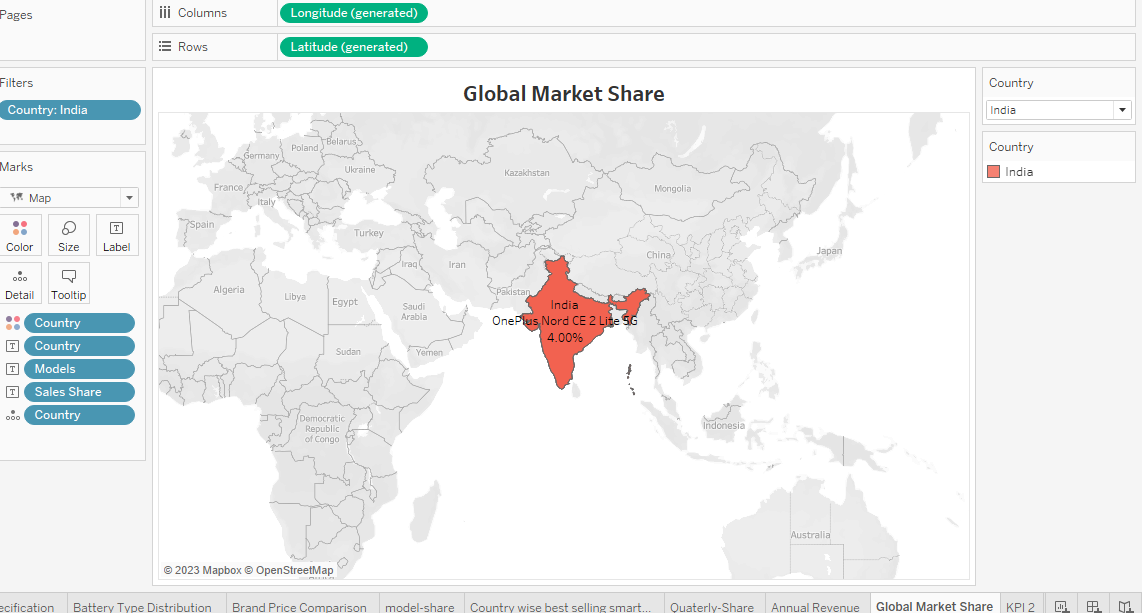 Pages
Columns
Longitude (generated)
Rows
Latitude (generated)
Filters
Country: India
Marks
Map
Color
Size
Label
Detail
Tooltip
Country
Country
Models
Sales Share
Country
Global Market Share
Belarus
Poland
Germany
Ukraine
Kazakhstan
France
Mongolia
Italy
Spain
Turkey
Japan
China
Iraq
Iran
Algeria
Libya
Egypt
Pakistan
Saudi
Arabia
India
OnePlus Nord CE 2 Lite 5G
4.00%
Sudan
Yemen
Democratic
Republic
of Congo
Indonesia
Australia
© 2023 Mapbox © OpenStreetMap
Country
India
Country
India
ecification
Battery Type Distribution
Brand Price Comparison
model-share
Country wise best selling smart...
Quaterly-Share
Annual Revenue
Global Market Share
KPI 2